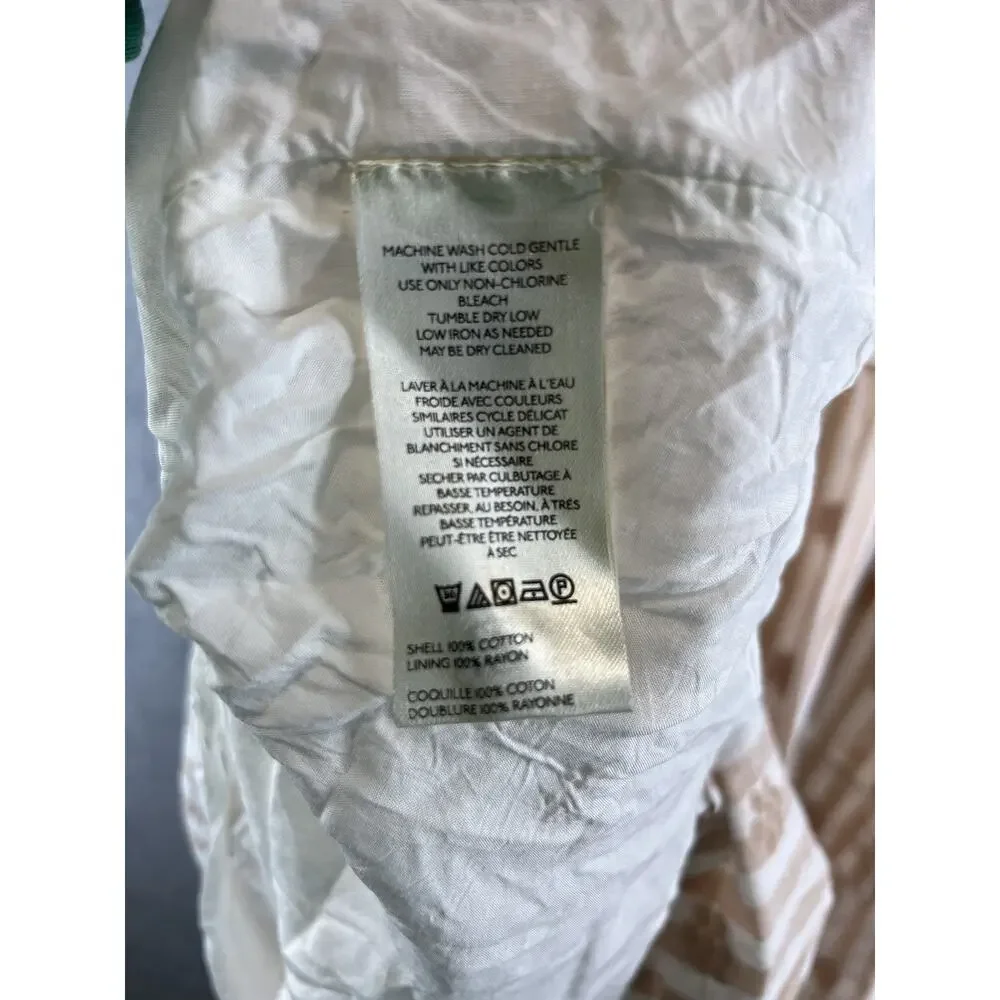 MACHINE WASH COLD GENTLE
WITH LIKE COLORS
USE ONLY NON-CHLORINE
BLEACH
TUMBLE DRY LOW
LOW IRON AS NEEDED
MAY BE DRY CLEANED
LAVER À LA MACHINE À L'EAU
FROIDE AVEC COULEURS
SIMILAIRES CYCLE DÉLICAT
UTILISER UN AGENT DE
BLANCHIMENT SANS CHLORE
SI NÉCESSAIRE
SECHER PAR CULBUTAGE À
BASSE TEMPERATURE
REPASSER, AU BESOIN, À TRÈS
BASSE TEMPÉRATURE
PEUT-ÊTRE ÊTRE NETTOYÉE
À SEC
P
SHELL 100% COTTON
LINING 100% RAYON
COQUILLE 100% COTON
DOUBLURE 100% RAYONNE